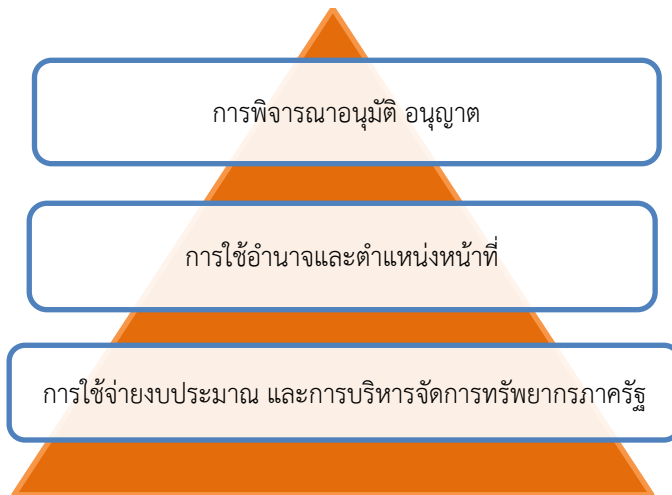 การพิจารณาอนุมัติ อนุญาต
การใช้อำนาจและตำแหน่งหน้าที่
การใช้จ่ายงบประมาณ และการบริหารจัดการทรัพยากรภาครัฐ